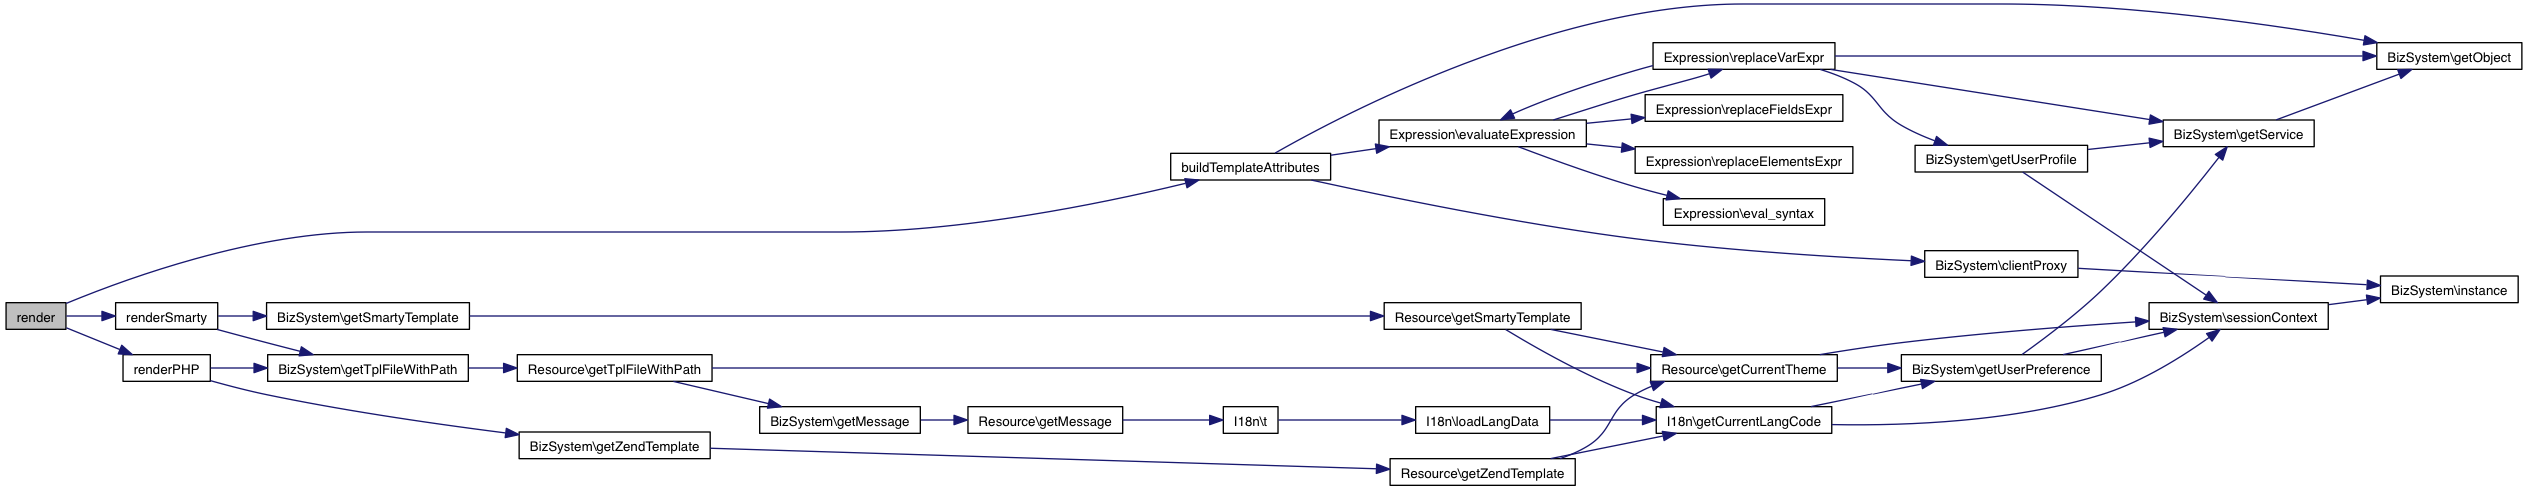 render
renderSmarty
renderPHP
BizSystem\getSmartyTemplate
BizSystem\getTplFileWithPath
Resource\getTplFileWithPath
BizSystem\getZendTemplate
BizSystem\getMessage
Resource\getMessage
I18n\t
buildTemplateAttributes
Expression\evaluateExpression
Resource\getSmartyTemplate
I18n\loadLangData
Resource\getZendTemplate
Expression\replaceVarExpr
Expression\replaceFieldsExpr
Expression\replaceElementsExpr
Expression\eval_syntax
Resource\getCurrentTheme
I18n\getCurrentLangCode
BizSystem\getUserProfile
BizSystem\clientProxy
BizSystem\getUserPreference
BizSystem\getService
BizSystem\sessionContext
BizSystem\getObject
BizSystem\instance